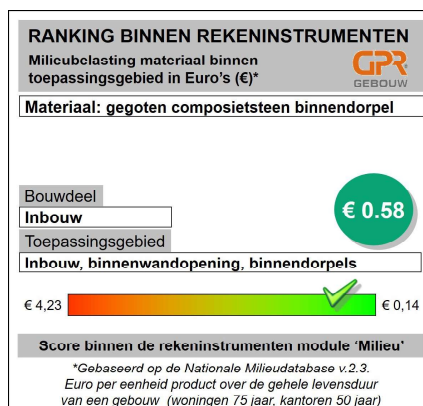 RANKING BINNEN REKENINSTRUMENTEN
Milieubelasting materiaal binnen
toepassingsgebied in Euro's (€)*
GPR
GEBOUW
Materiaal: gegoten composietsteen binnendorpel
Bouwdeel
Inbouw
€ 0.58
Toepassingsgebied
Inbouw, binnenwandopening, binnendorpels
€ 4,23
€ 0,14
Score binnen de rekeninstrumenten module 'Milieu'
*Gebaseerd op de Nationale Milieudatabase v.2.3.
Euro per eenheid product over de gehele levensduur
van een gebouw (woningen 75 jaar, kantoren 50 jaar)